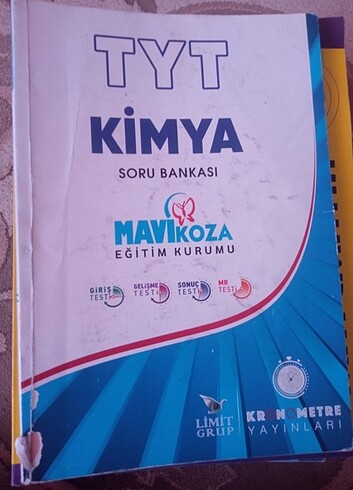 TYT
KİMYA
SORU BANKASI
MAVİKOZA
EĞİTİM KURUMU
GİRİŞ TESTİ
GELİŞME TESTİ
SONUÇ TESTİ
MR TESTİ
LİMİT GRUP
KRONOMETRE
YAYINLARI